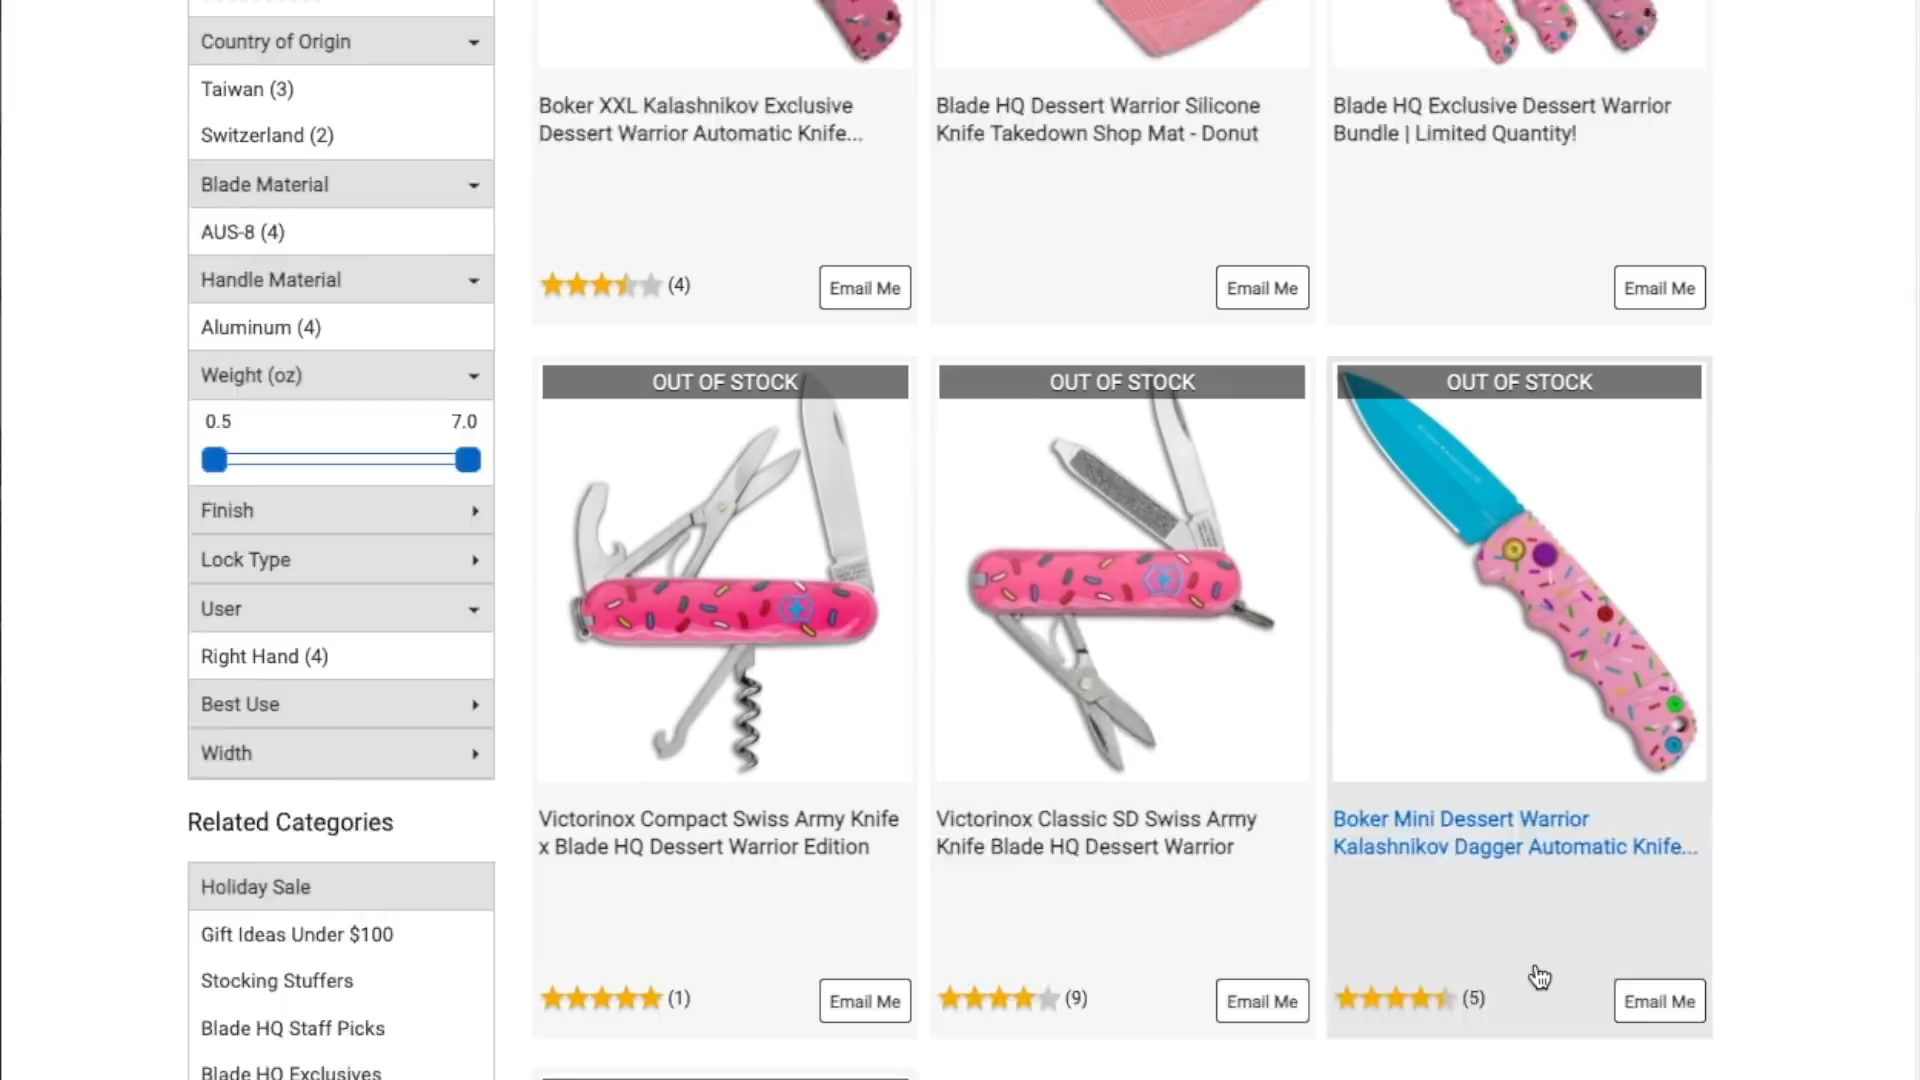 Country of Origin
Taiwan (3)
Switzerland (2)
Blade Material
AUS-8 (4)
Handle Material
Aluminum (4)
Weight (oz)
0.5 7.0
Finish
Lock Type
User
Right Hand (4)
Best Use
Width
Related Categories
Holiday Sale
Gift Ideas Under $100
Stocking Stuffers
Blade HQ Staff Picks
Blade HQ Exclusives
Boker XXL Kalashnikov Exclusive
Dessert Warrior Automatic Knife...
(4)
Email Me
Blade HQ Dessert Warrior Silicone
Knife Takedown Shop Mat - Donut
Email Me
Blade HQ Exclusive Dessert Warrior
Bundle | Limited Quantity!
Email Me
OUT OF STOCK
Victorinox Compact Swiss Army Knife
x Blade HQ Dessert Warrior Edition
(1)
Email Me
OUT OF STOCK
Victorinox Classic SD Swiss Army
Knife Blade HQ Dessert Warrior
(9)
Email Me
OUT OF STOCK
Boker Mini Dessert Warrior
Kalashnikov Dagger Automatic Knife...
(5)
Email Me